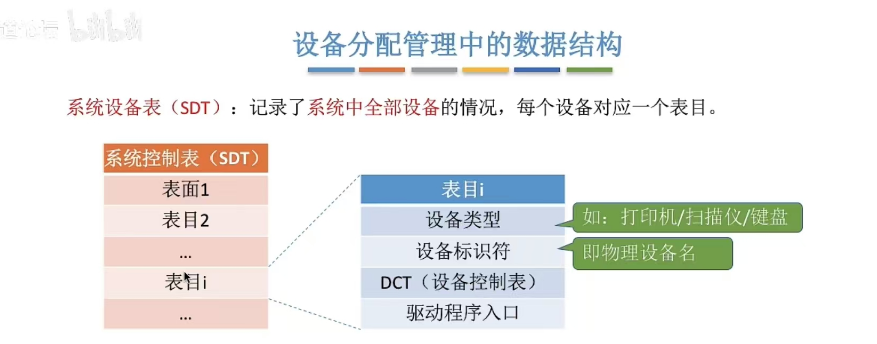 bilibili
设备分配管理中的数据结构
系统设备表（SDT）：记录了系统中全部设备的情况，每个设备对应一个表目。
系统控制表（SDT）
表面1
表目2
...
表目i
...
表目i
设备类型
设备标识符
DCT（设备控制表）
驱动程序入口
如：打印机/扫描仪/键盘
即物理设备名